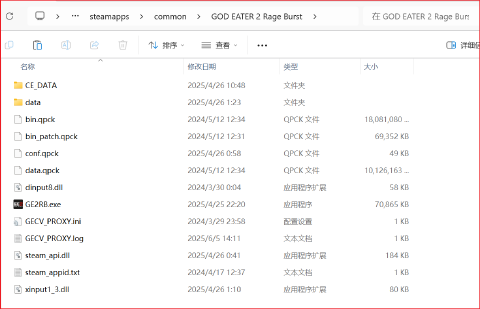 steamapps > common > GOD EATER 2 Rage Burst > 在 GOD EATER 2 Rage Burst
排序 查看 ... 详细信
名称 修改日期 类型 大小
CE_DATA 2025/4/26 10:48 文件夹
data 2025/4/26 1:23 文件夹
bin.qpck 2024/5/12 12:34 QPCK 文件 18,081,080 ...
bin_patch.qpck 2024/5/12 12:31 QPCK 文件 69,352 KB
conf.qpck 2025/4/26 0:58 QPCK 文件 49 KB
data.qpck 2024/5/12 12:34 QPCK 文件 10,126,163 ...
dinput8.dll 2024/3/30 0:04 应用程序扩展 58 KB
GE2RB.exe 2025/4/25 22:20 应用程序 70,865 KB
GECV_PROXY.ini 2024/3/29 23:58 配置设置 1 KB
GECV_PROXY.log 2025/6/5 14:11 文本文档 1 KB
steam_api.dll 2025/4/26 0:41 应用程序扩展 184 KB
steam_appid.txt 2024/4/17 12:37 文本文档 1 KB
xinput1_3.dll 2025/4/26 1:10 应用程序扩展 80 KB